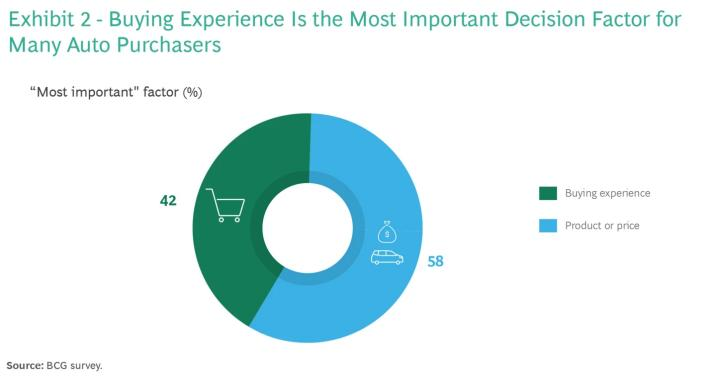 Exhibit 2 - Buying Experience Is the Most Important Decision Factor for
Many Auto Purchasers
“Most important" factor (%)
42
$
58
Buying experience
Product or price
Source: BCG survey.